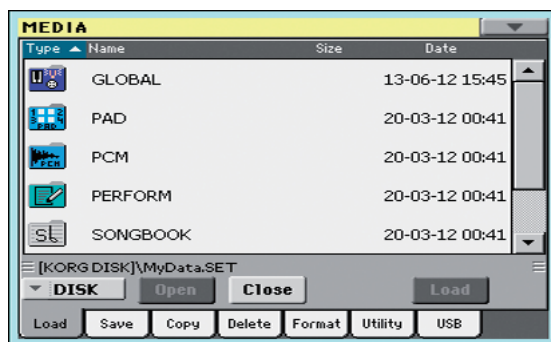 MEDIA
Type Name Size Date
GLOBAL 13-06-12 15:45
PAD 20-03-12 00:41
PCM 20-03-12 00:41
PERFORM 20-03-12 00:41
SONGBOOK 20-03-12 00:41
[KORG DISK]\MyData.SET
DISK Open Close Load
Load Save Copy Delete Format Utility USB